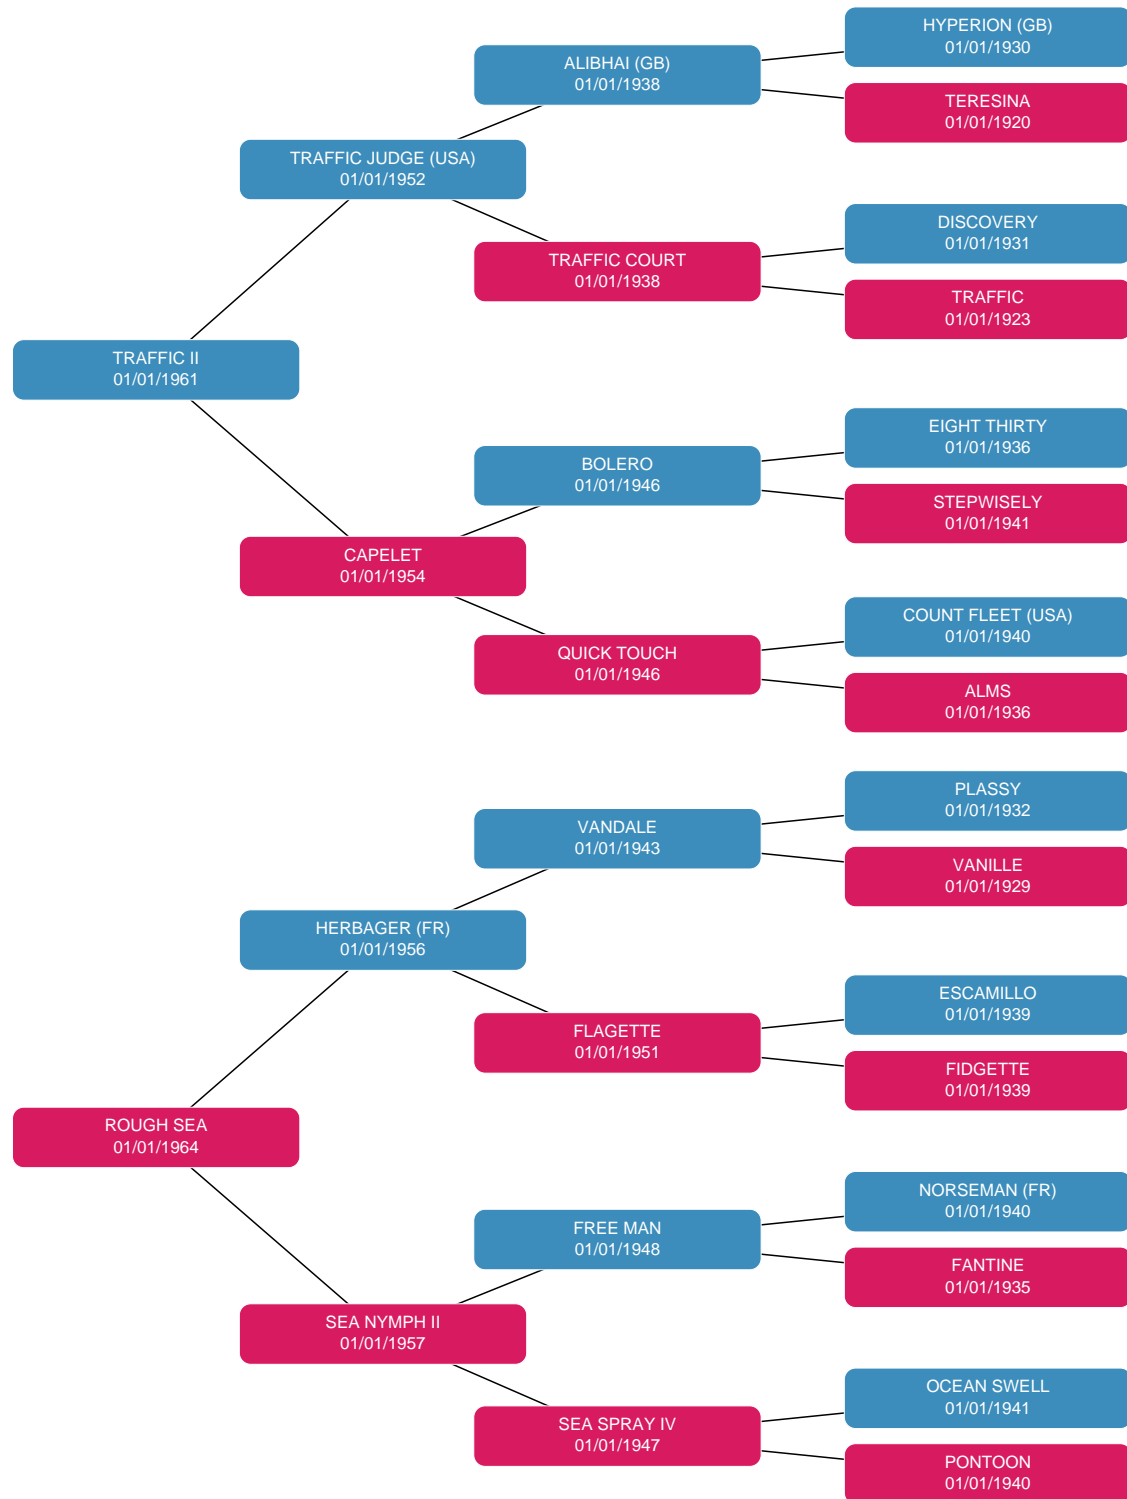 HYPERION (GB)
01/01/1930
ALIBHAI (GB)
01/01/1938
TERESINA
01/01/1920
TRAFFIC JUDGE (USA)
01/01/1952
DISCOVERY
01/01/1931
TRAFFIC COURT
01/01/1938
TRAFFIC
01/01/1923
TRAFFIC II
01/01/1961
EIGHT THIRTY
01/01/1936
BOLERO
01/01/1946
STEPWISELY
01/01/1941
CAPELET
01/01/1954
COUNT FLEET (USA)
01/01/1940
QUICK TOUCH
01/01/1946
ALMS
01/01/1936
PLASSY
01/01/1932
VANDALE
01/01/1943
VANILLE
01/01/1929
HERBAGER (FR)
01/01/1956
ESCAMILLO
01/01/1939
FLAGETTE
01/01/1951
FIDGETTE
01/01/1939
ROUGH SEA
01/01/1964
NORSEMAN (FR)
01/01/1940
FREE MAN
01/01/1948
FANTINE
01/01/1935
SEA NYMPH II
01/01/1957
OCEAN SWELL
01/01/1941
SEA SPRAY IV
01/01/1947
PONTOON
01/01/1940